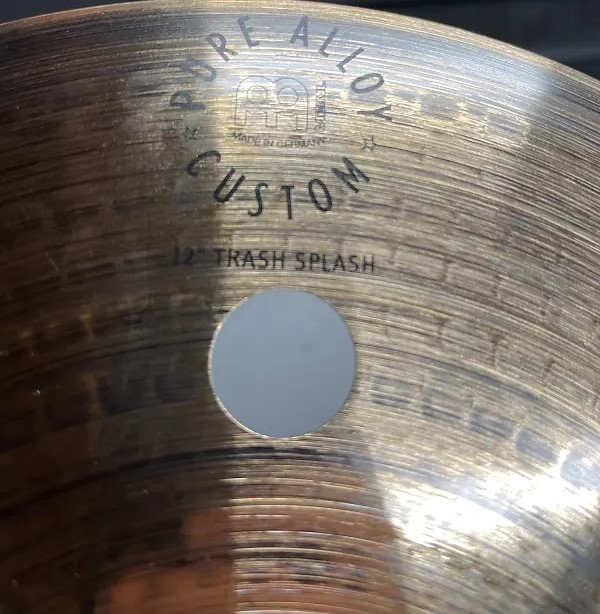 PURE ALLOY
MADE IN GERMANY
CUSTOM
12" TRASH SPLASH